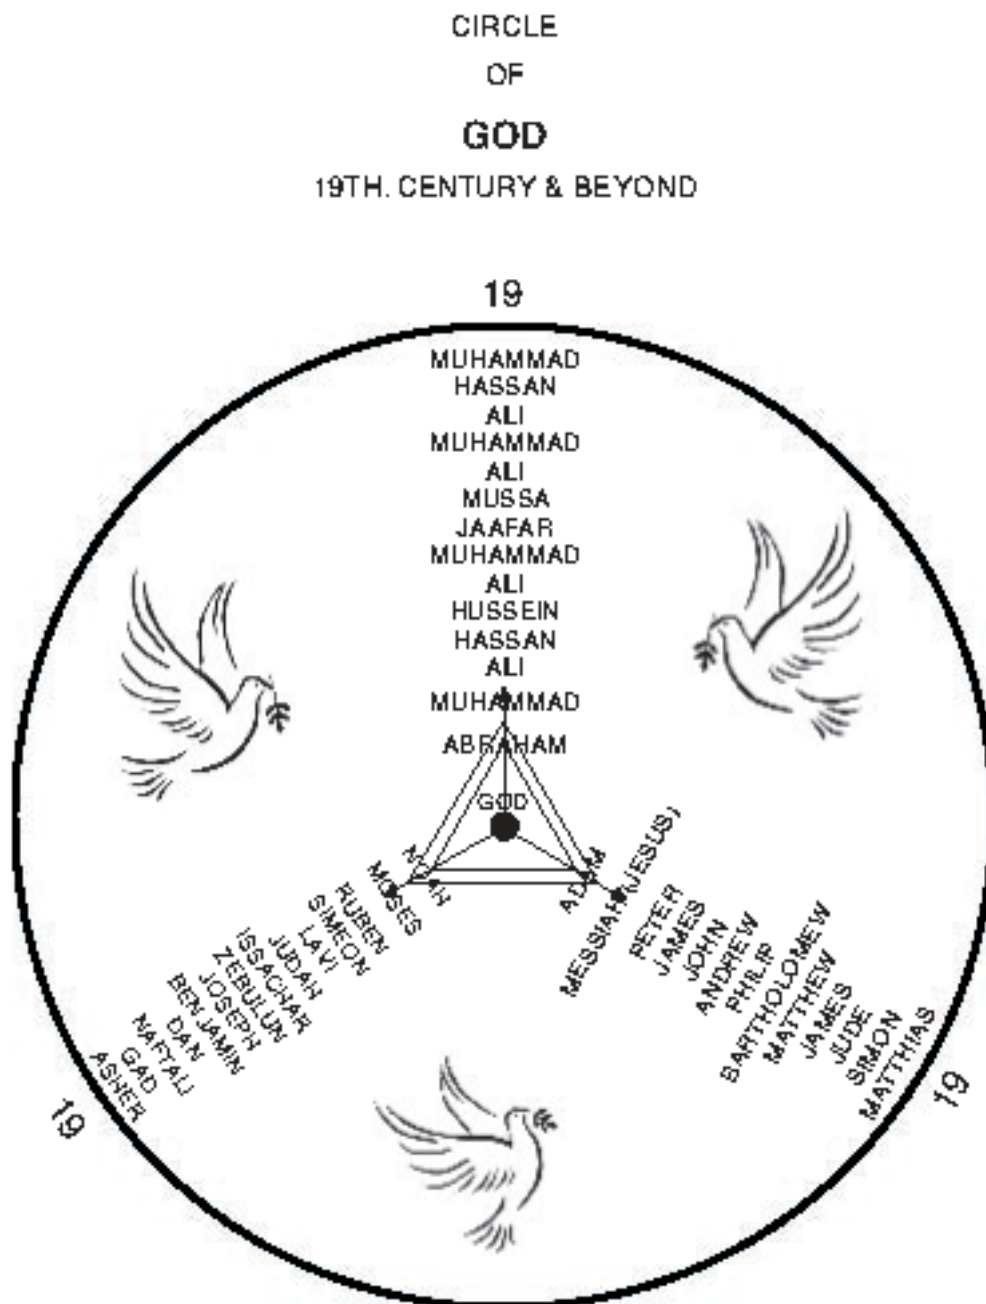 CIRCLE
OF
GOD
19TH. CENTURY & BEYOND
19
MUHAMMAD
HASSAN
ALI
MUHAMMAD
ALI
MUSSA
JAAFAR
MUHAMMAD
ALI
HUSSEIN
HASSAN
ALI
MUHAMMAD
ABRAHAM
GOD
NOAH
MOSES
RUBEN
SIMEON
LAVI
JUDAH
ISSACHAR
ZEBULUN
JOSEPH
BENJAMIN
DAN
NAFTALI
GAD
ASHER
19
ADAM
MESSIAH (JESUS)
PETER
JAMES
JOHN
ANDREW
PHILIP
BARTHOLOMEW
MATTHEW
JAMES
JUDE
SIMON
MATTHIAS
19